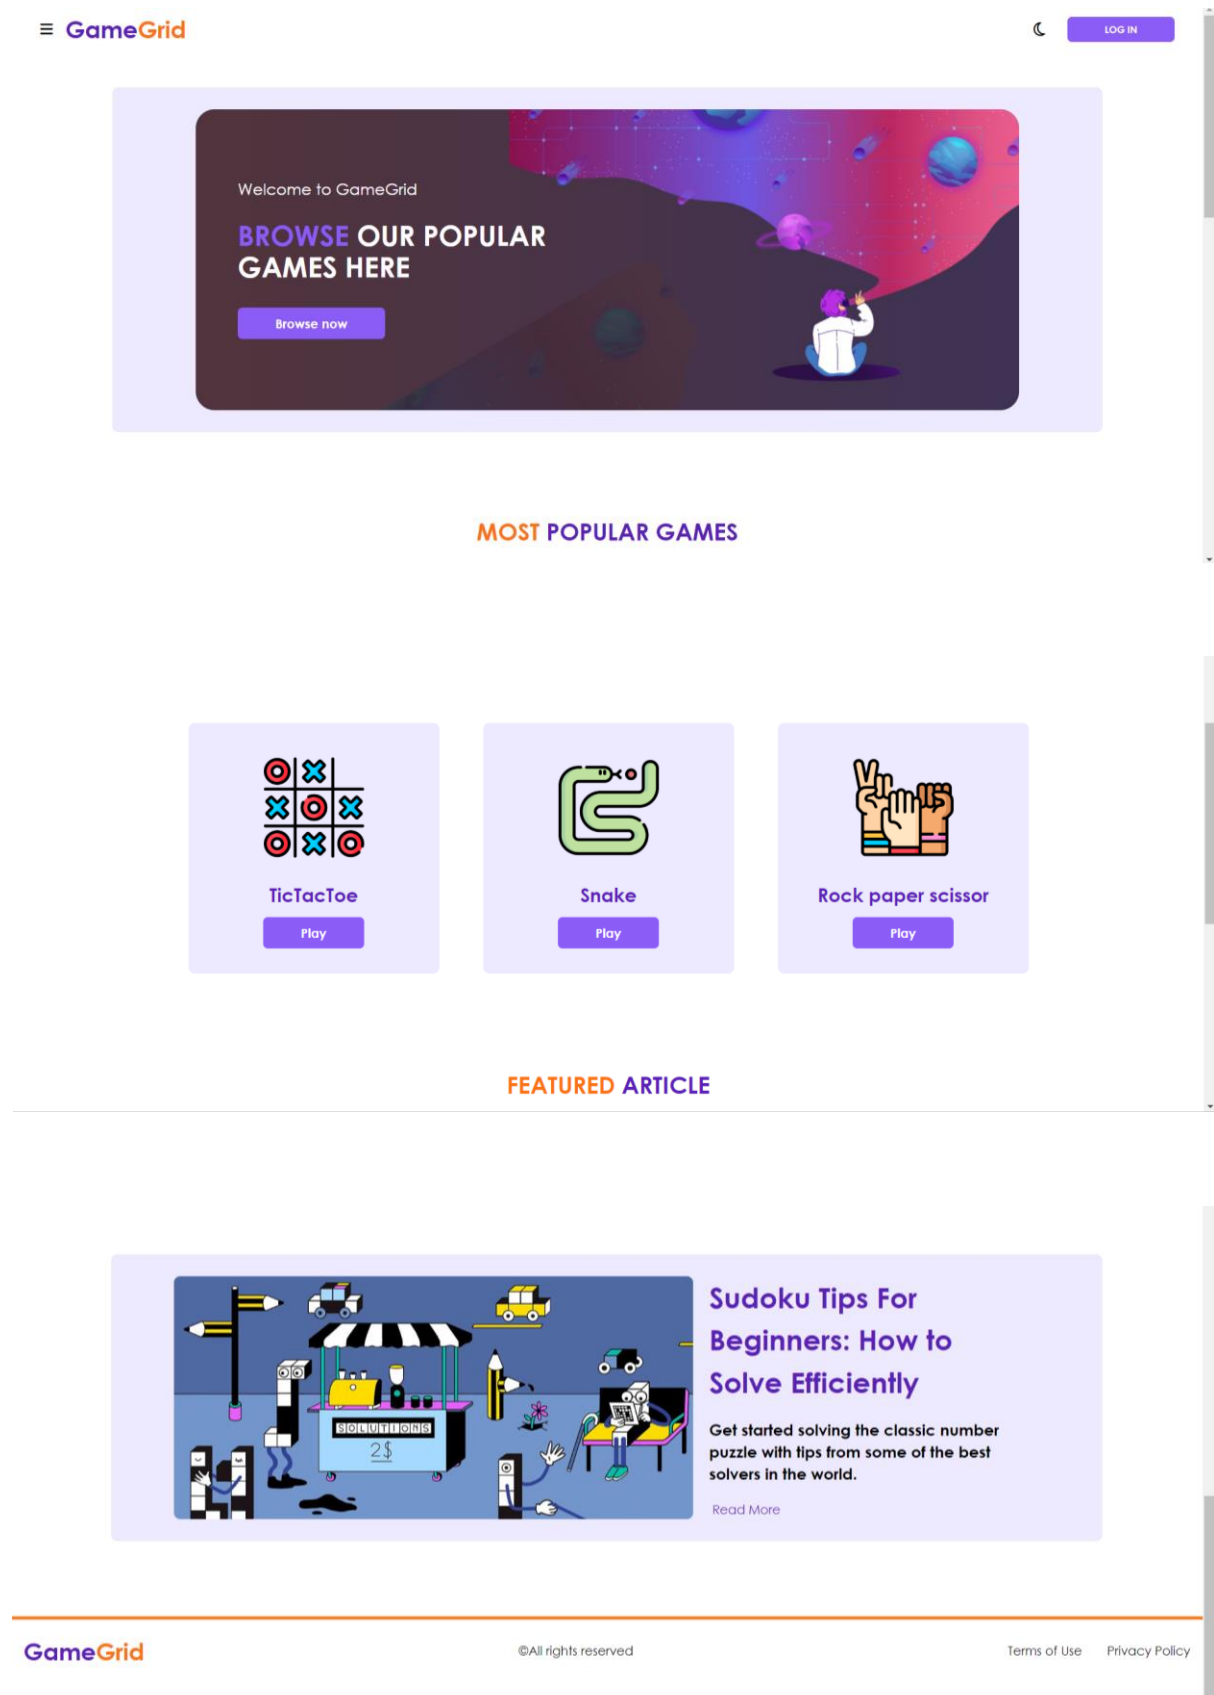 GameGrid
LOG IN
Welcome to GameGrid
BROWSE OUR POPULAR
GAMES HERE
Browse now
MOST POPULAR GAMES
TicTacToe
Play
Snake
Play
Rock paper scissor
Play
FEATURED ARTICLE
SOLUTIONS
2$
Sudoku Tips For
Beginners: How to
Solve Efficiently
Get started solving the classic number
puzzle with tips from some of the best
solvers in the world.
Read More
GameGrid
©All rights reserved
Terms of Use
Privacy Policy